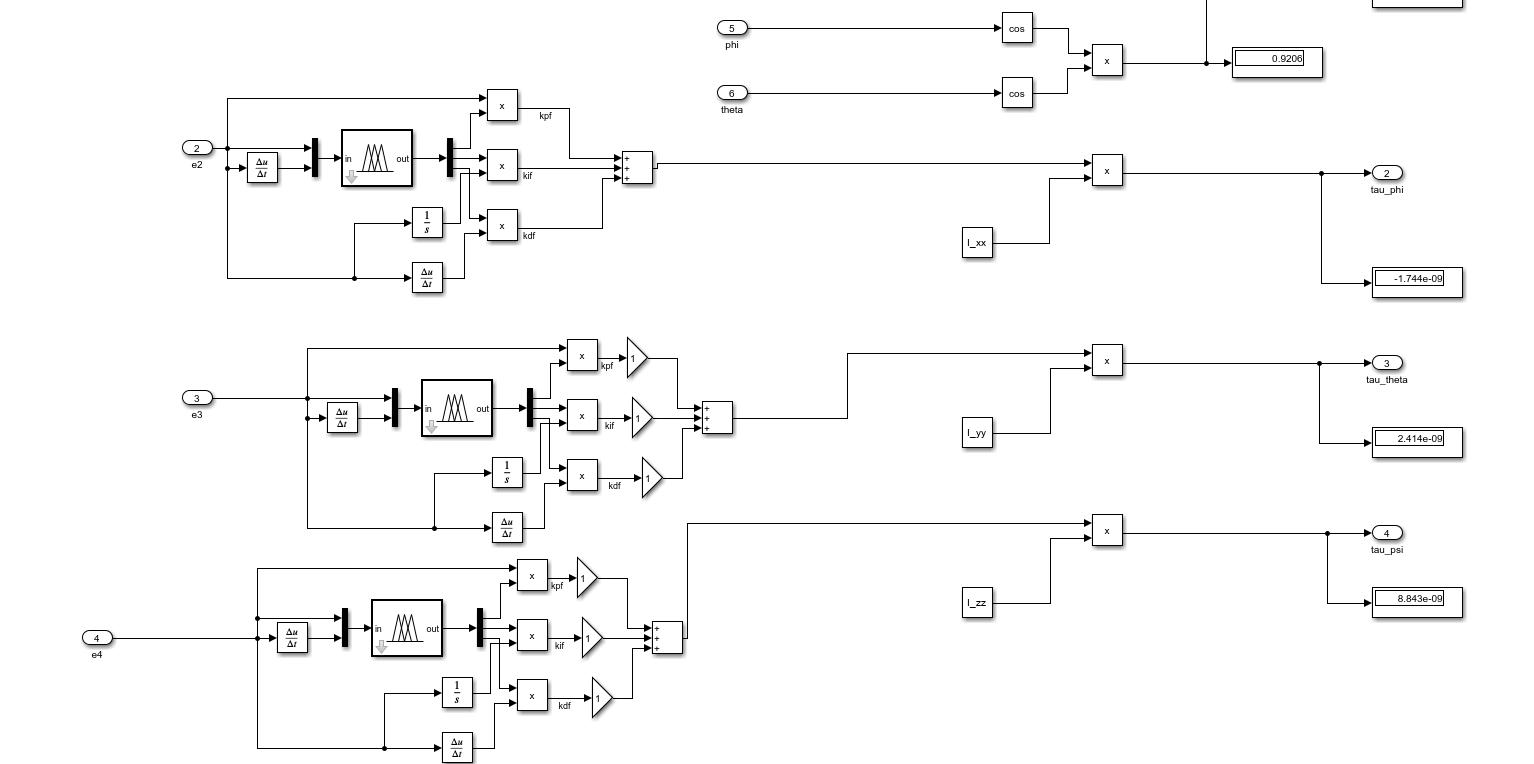 5
phi
cos
x
0.9206
6
theta
cos
2
e2
Δu
Δt
in
out
x
kpf
x
kif
1
s
x
kdf
Δu
Δt
+
+
+
x
I_xx
2
tau_phi
-1.744e-09
3
e3
Δu
Δt
in
out
x
kpf
1
x
kif
1
1
s
x
kdf
1
Δu
Δt
+
+
+
x
I_yy
3
tau_theta
2.414e-09
4
e4
Δu
Δt
in
out
x
kpf
1
x
kif
1
1
s
x
kdf
1
Δu
Δt
+
+
+
x
I_zz
4
tau_psi
8.843e-09